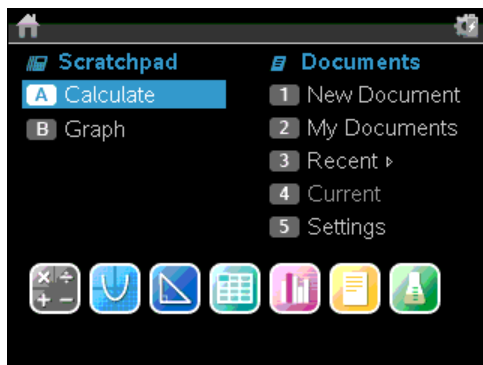 Scratchpad
A Calculate
B Graph
Documents
1 New Document
2 My Documents
3 Recent ▹
4 Current
5 Settings
× ÷
+ −